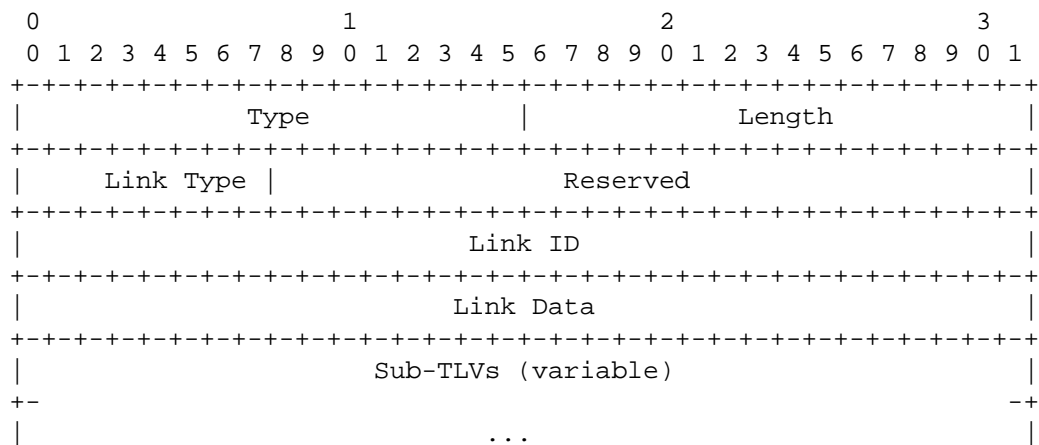 0                   1                   2                   3
 0 1 2 3 4 5 6 7 8 9 0 1 2 3 4 5 6 7 8 9 0 1 2 3 4 5 6 7 8 9 0 1
+-+-+-+-+-+-+-+-+-+-+-+-+-+-+-+-+-+-+-+-+-+-+-+-+-+-+-+-+-+-+-+-+
|              Type             |             Length            |
+-+-+-+-+-+-+-+-+-+-+-+-+-+-+-+-+-+-+-+-+-+-+-+-+-+-+-+-+-+-+-+-+
|     Link Type |                  Reserved                     |
+-+-+-+-+-+-+-+-+-+-+-+-+-+-+-+-+-+-+-+-+-+-+-+-+-+-+-+-+-+-+-+-+
|                            Link ID                            |
+-+-+-+-+-+-+-+-+-+-+-+-+-+-+-+-+-+-+-+-+-+-+-+-+-+-+-+-+-+-+-+-+
|                           Link Data                           |
+-+-+-+-+-+-+-+-+-+-+-+-+-+-+-+-+-+-+-+-+-+-+-+-+-+-+-+-+-+-+-+-+
|                      Sub-TLVs (variable)                      |
+-                                                             -+
|                             ...                               |